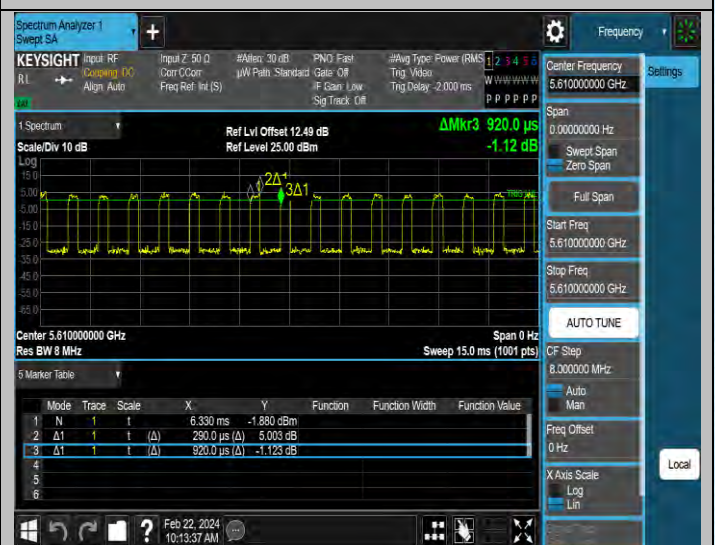 Spectrum Analyzer 1
Swept SA
+
Frequency
KEYSIGHT Input: RF Input Z: 50 Ω #Atten: 30 dB PNO: Fast #Avg Type: Power (RMS 1 2 3 4 5 6
RL Coupling: DC Corr CCorr µW Path: Standard Gate: Off Trig: Video W W W W W W
Align: Auto Freq Ref: Int (S) IF Gain: Low Trig Delay: -2.000 ms
Sig Track: Off P P P P P P
1 Spectrum
Scale/Div 10 dB
Ref Lvl Offset 12.49 dB
Ref Level 25.00 dBm
ΔMkr3 920.0 µs
-1.12 dB
Log
15.0
5.00
-5.00
-15.0
-25.0
-35.0
-45.0
-55.0
-65.0
2Δ1
3Δ1
Center 5.610000000 GHz
Res BW 8 MHz
Span 0 Hz
Sweep 15.0 ms (1001 pts)
5 Marker Table
Mode Trace Scale X Y Function Function Width Function Value
1 N 1 t 6.330 ms -1.880 dBm
2 Δ1 1 t (Δ) 290.0 µs (Δ) 5.003 dB
3 Δ1 1 t (Δ) 920.0 µs (Δ) -1.123 dB
4
5
6
Feb 22, 2024
10:13:37 AM
Center Frequency
5.610000000 GHz
Settings
Span
0.00000000 Hz
Swept Span
Zero Span
Full Span
Start Freq
5.610000000 GHz
Stop Freq
5.610000000 GHz
AUTO TUNE
CF Step
8.000000 MHz
Auto
Man
Freq Offset
0 Hz
X Axis Scale
Log
Lin
Local